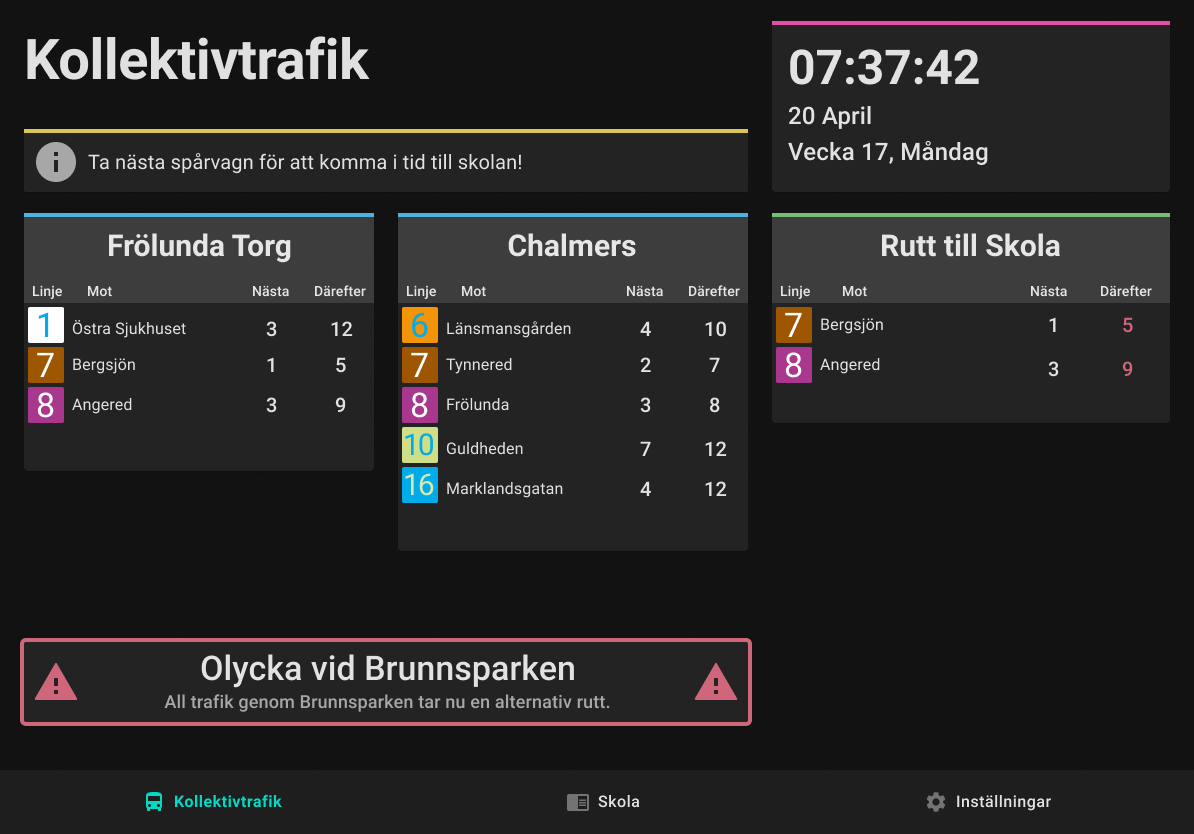 Kollektivtrafik
07:37:42
20 April
Vecka 17, Måndag
Ta nästa spårvagn för att komma i tid till skolan!
Frölunda Torg
Linje Mot Nästa Därefter
1 Östra Sjukhuset 3 12
7 Bergsjön 1 5
8 Angered 3 9
Chalmers
Linje Mot Nästa Därefter
6 Länsmansgården 4 10
7 Tynnered 2 7
8 Frölunda 3 8
10 Guldheden 7 12
16 Marklandsgatan 4 12
Rutt till Skola
Linje Mot Nästa Därefter
7 Bergsjön 1 5
8 Angered 3 9
Olycka vid Brunnsparken
All trafik genom Brunnsparken tar nu en alternativ rutt.
Kollektivtrafik Skola Inställningar